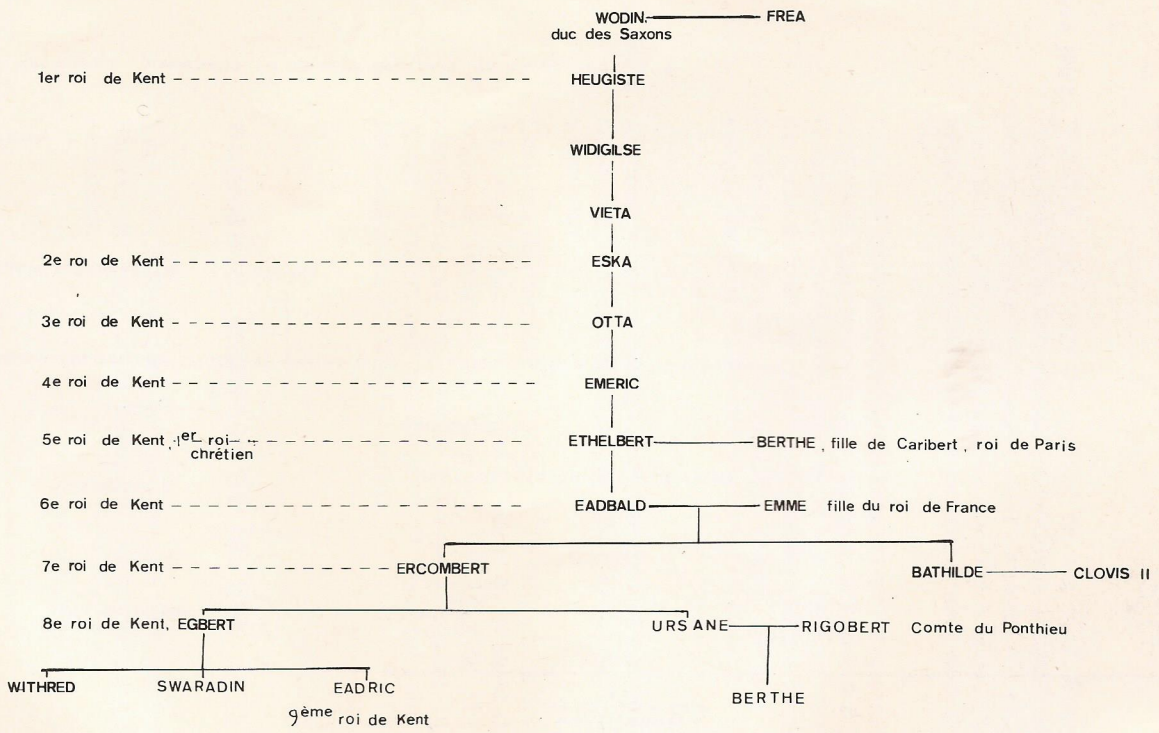 WODIN FREA
duc des Saxons
1er roi de Kent HEUGISTE
WIDIGILSE
VIETA
2e roi de Kent ESKA
3e roi de Kent OTTA
4e roi de Kent EMERIC
5e roi de Kent 1er roi ETHELBERT BERTHE, fille de Caribert, roi de Paris
chrétien
6e roi de Kent EADBALD EMME fille du roi de France
7e roi de Kent ERCOMBERT BATHILDE CLOVIS II
8e roi de Kent, EGBERT URSANE RIGOBERT Comte du Ponthieu
WITHRED SWARADIN EADRIC BERTHE
9ème roi de Kent